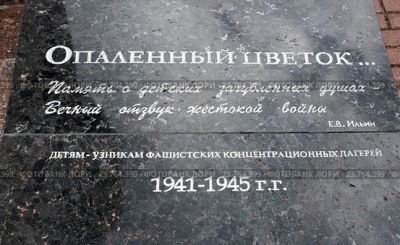 Опаленный цветок ...
Память о детских загубленных душах -
Вечный отзвук жестокой войны
Е.В. Ильин
ДЕТЯМ - УЗНИКАМ ФАШИСТСКИХ КОНЦЕНТРАЦИОННЫХ ЛАГЕРЕЙ
1941-1945 г.г.